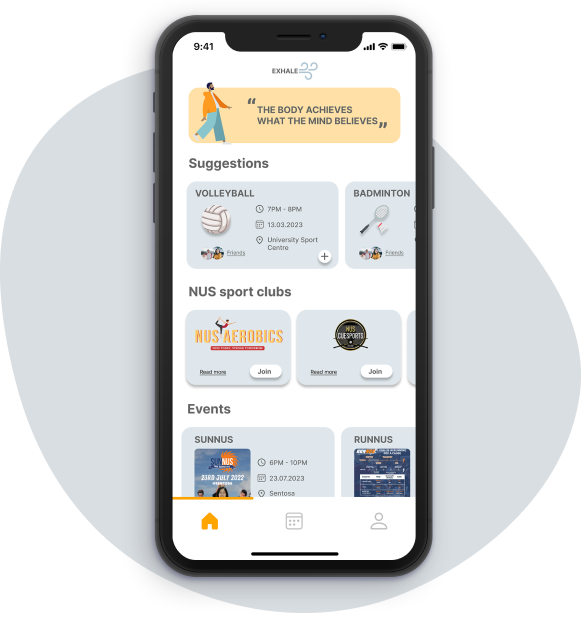 9:41
EXHALE
“THE BODY ACHIEVES
WHAT THE MIND BELIEVES„
Suggestions
VOLLEYBALL
7PM - 8PM
13.03.2023
University Sport
Centre
Friends
BADMINTON
Friends
NUS sport clubs
NUS AEROBICS
Read more
Join
NUS
CUESPORTS
Read more
Join
Events
SUNNUS
SUNNUS
23RD JULY 2022
SENTOSA
6PM - 10PM
23.07.2023
Sentosa
RUNNUS